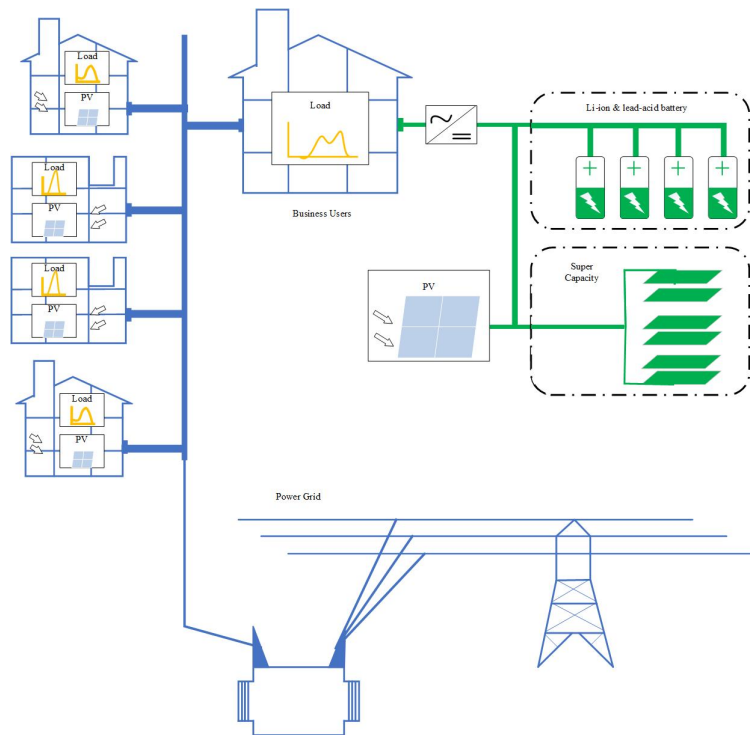 Load
PV
Load
Business Users
Li-ion & lead-acid battery
Load
PV
Load
PV
PV
Super
Capacity
Load
PV
Power Grid